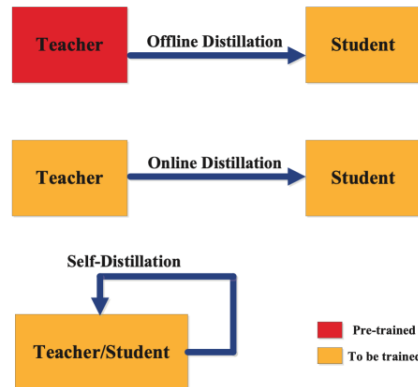 Teacher
Offline Distillation
Student
Teacher
Online Distillation
Student
Self-Distillation
Teacher/Student
Pre-trained
To be trained